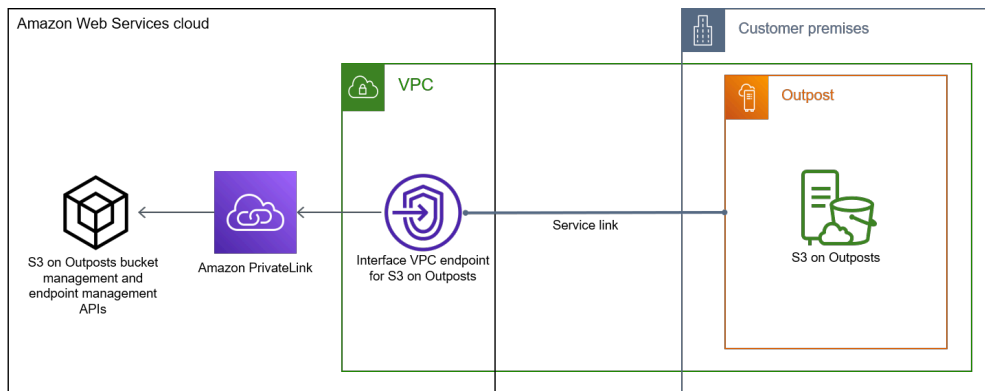 Amazon Web Services cloud
Customer premises
VPC
Outpost
Service link
S3 on Outposts bucket
management and
endpoint management
APIs
Amazon PrivateLink
Interface VPC endpoint
for S3 on Outposts
S3 on Outposts